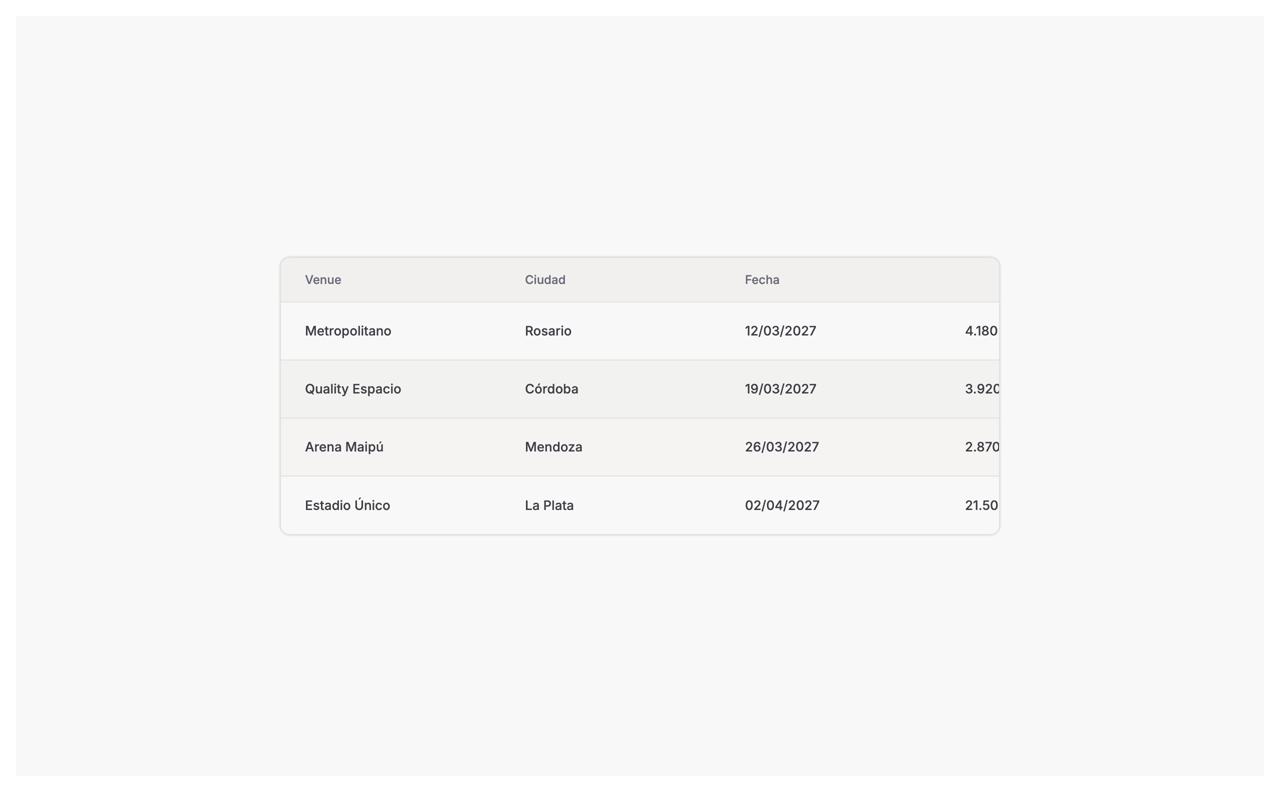 Venue Ciudad Fecha
Metropolitano Rosario 12/03/2027 4.180
Quality Espacio Córdoba 19/03/2027 3.920
Arena Maipú Mendoza 26/03/2027 2.870
Estadio Único La Plata 02/04/2027 21.50